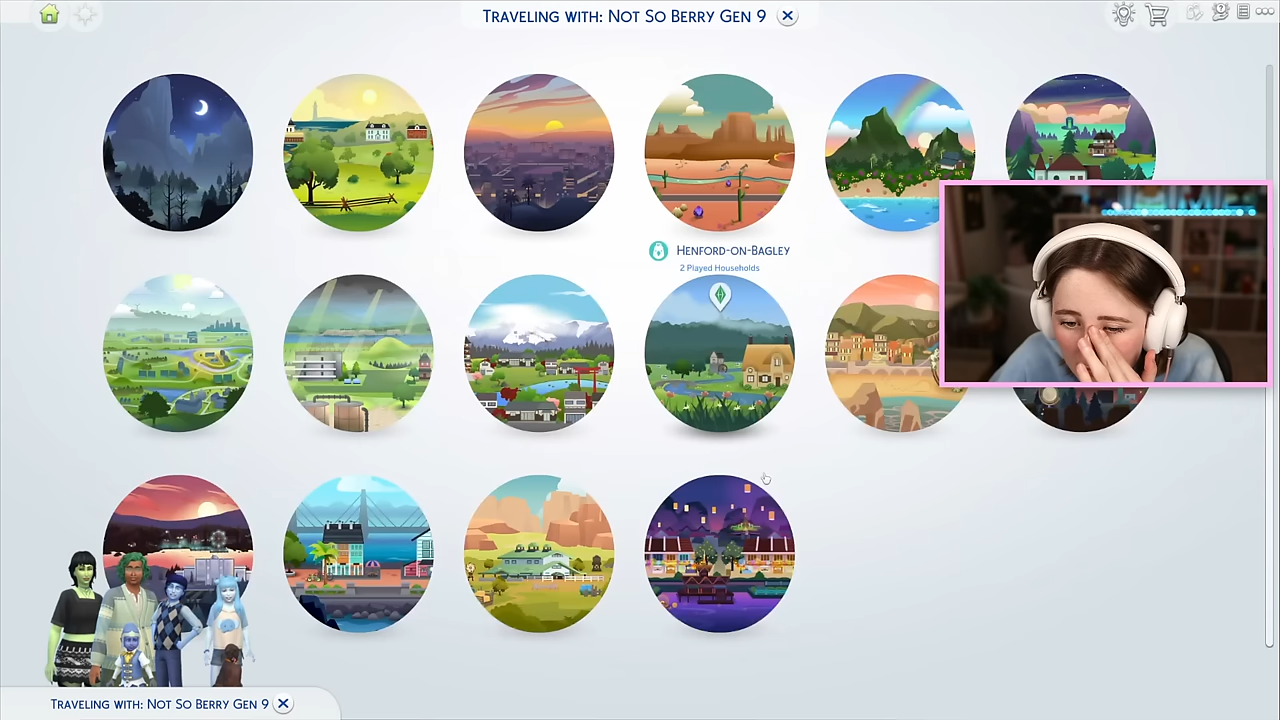 Traveling with: Not So Berry Gen 9
Henford-on-Bagley
2 Played Households
Traveling with: Not So Berry Gen 9